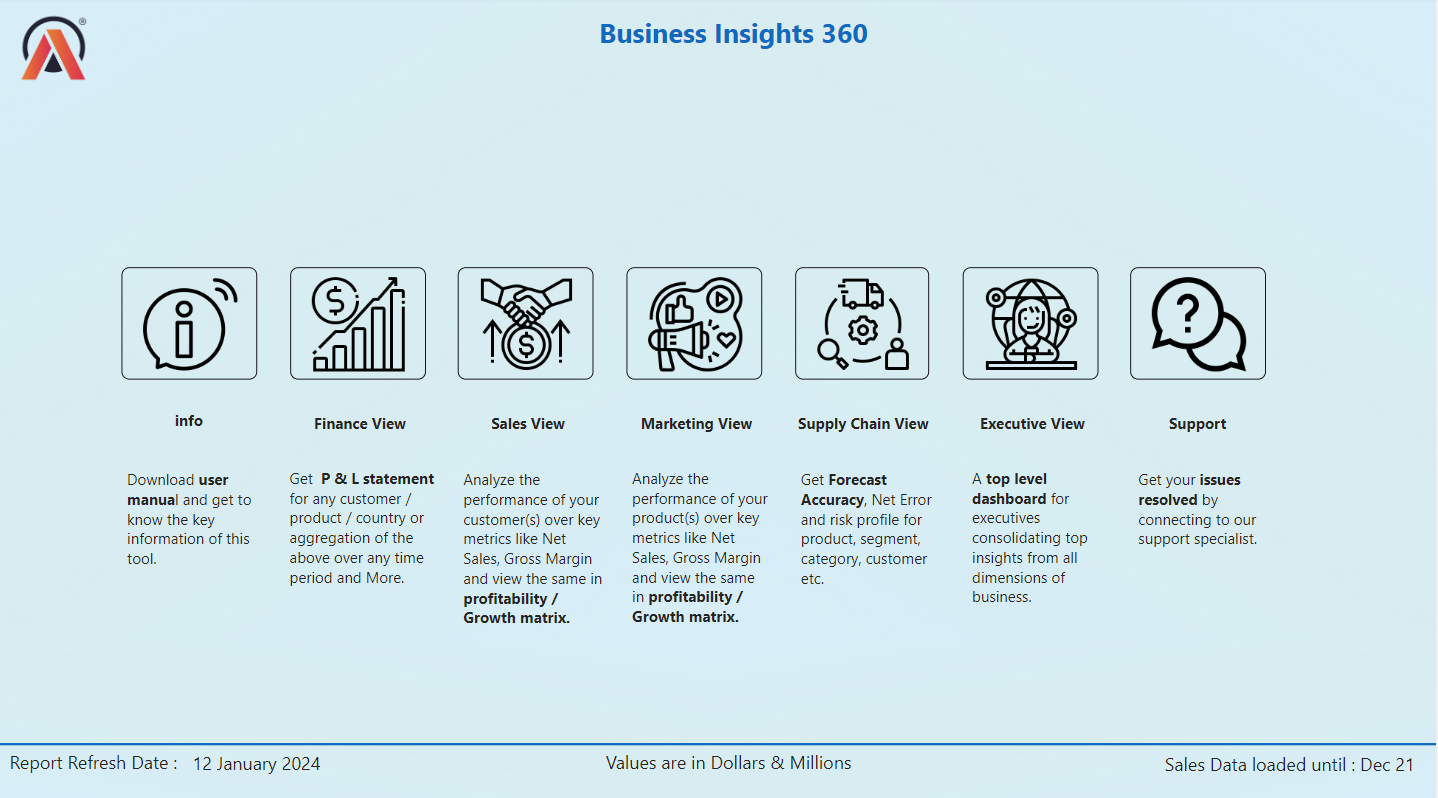 ®
Business Insights 360
info
Download user
manual and get to
know the key
information of this
tool.
Finance View
Get P & L statement
for any customer /
product / country or
aggregation of the
above over any time
period and More.
Sales View
Analyze the
performance of your
customer(s) over key
metrics like Net
Sales, Gross Margin
and view the same in
profitability /
Growth matrix.
Marketing View
Analyze the
performance of your
product(s) over key
metrics like Net
Sales, Gross Margin
and view the same
in profitability /
Growth matrix.
Supply Chain View
Get Forecast
Accuracy, Net Error
and risk profile for
product, segment,
category, customer
etc.
Executive View
A top level
dashboard for
executives
consolidating top
insights from all
dimensions of
business.
Support
Get your issues
resolved by
connecting to our
support specialist.
Report Refresh Date : 12 January 2024
Values are in Dollars & Millions
Sales Data loaded until : Dec 21